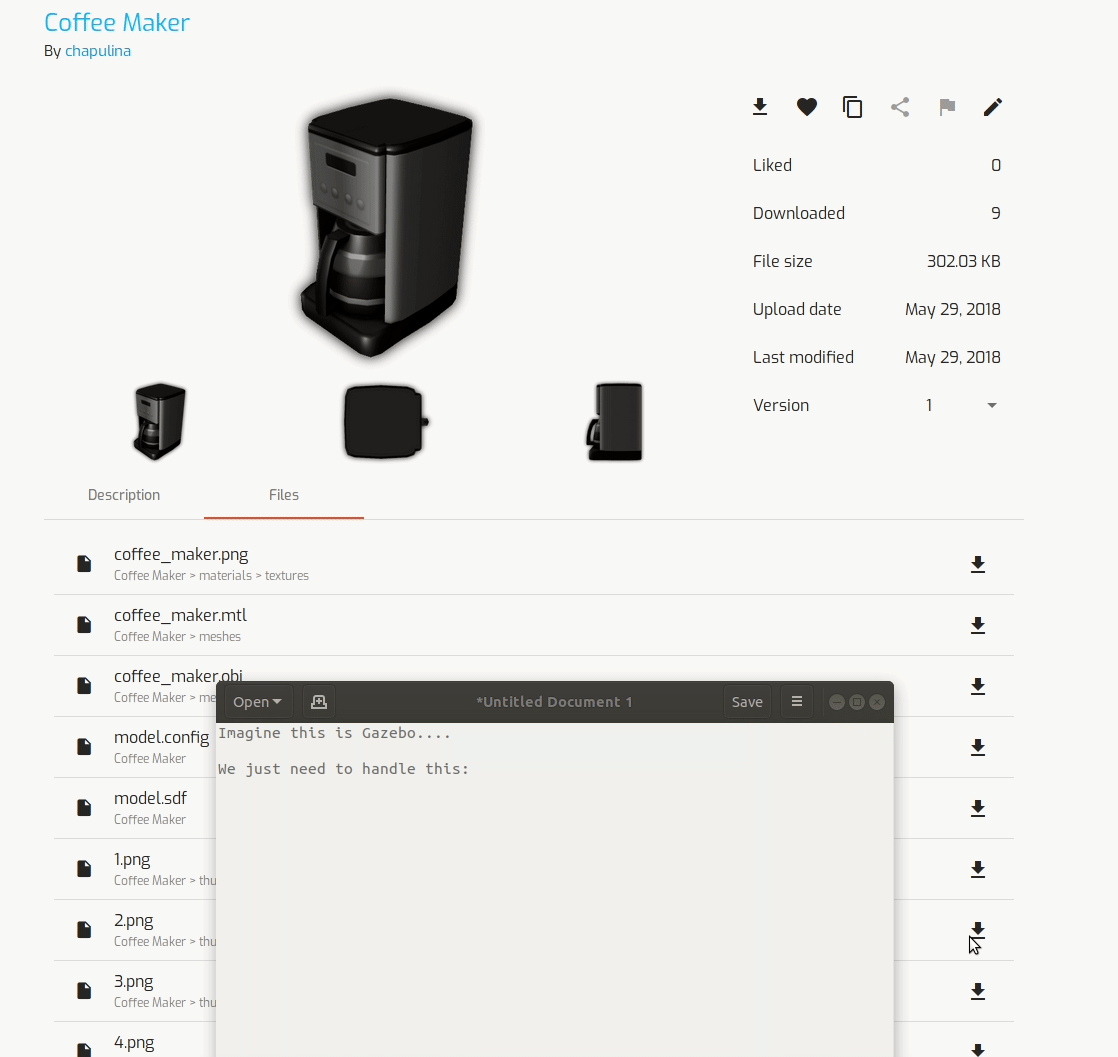 Coffee Maker
By chapulina
Liked 0
Downloaded 9
File size 302.03 KB
Upload date May 29, 2018
Last modified May 29, 2018
Version 1
Description Files
coffee_maker.png
Coffee Maker > materials > textures
coffee_maker.mtl
Coffee Maker > meshes
coffee_maker.obj
Coffee Maker > me
model.config
Coffee Maker
model.sdf
Coffee Maker
1.png
Coffee Maker > thu
2.png
Coffee Maker > thu
3.png
Coffee Maker > thu
4.png
Open *Untitled Document 1 Save
Imagine this is Gazebo....
We just need to handle this: